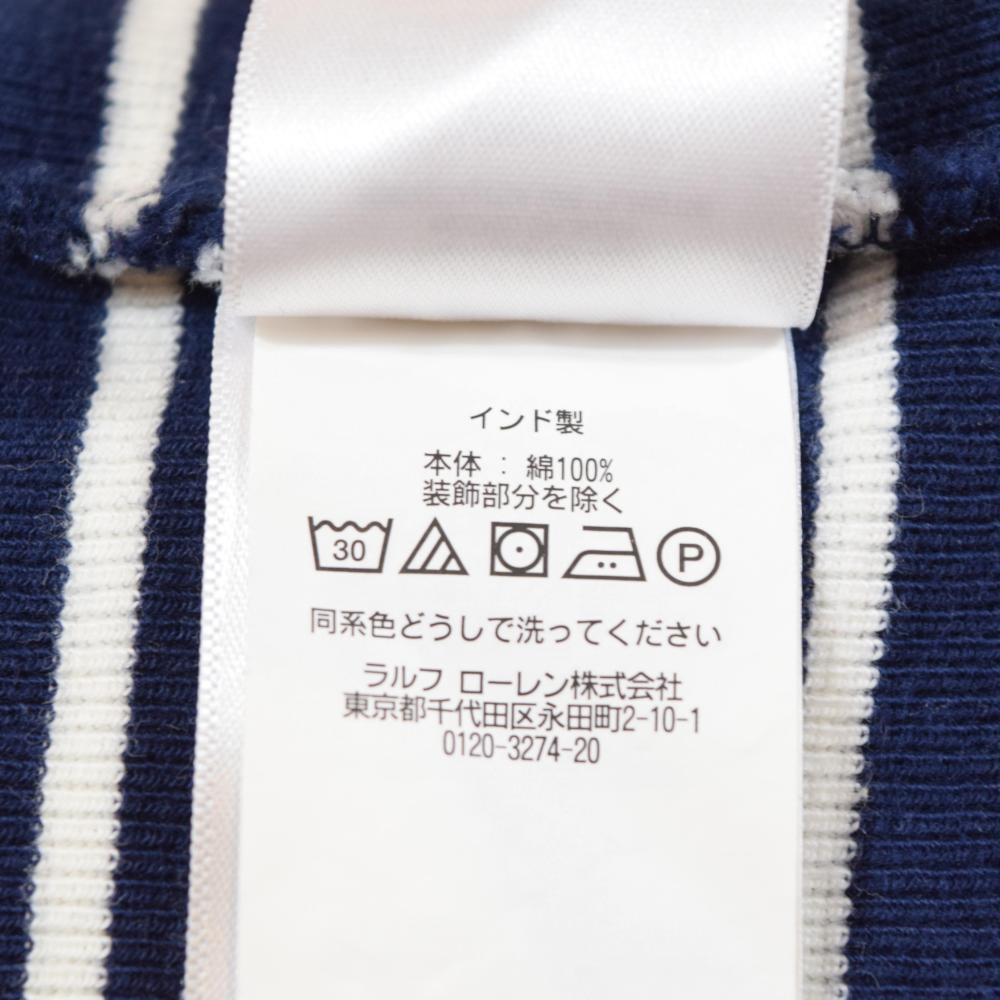 インド製
本体 : 綿100%
装飾部分を除く
30 P
同系色どうしで洗ってください
ラルフ ローレン株式会社
東京都千代田区永田町2-10-1
0120-3274-20